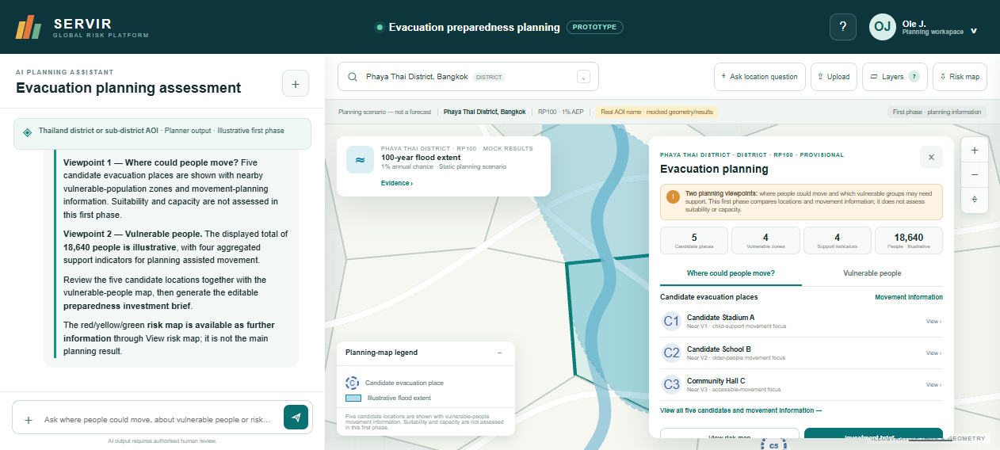 SERVIR
GLOBAL RISK PLATFORM
Evacuation preparedness planning PROTOTYPE
?
OJ
Ole J.
Planning workspace
AI PLANNING ASSISTANT
Evacuation planning assessment
+
Phaya Thai District, Bangkok DISTRICT
Ask location question
Upload
Layers 7
Risk map
Planning scenario — not a forecast
Phaya Thai District, Bangkok
RP100 · 1% AEP
Real AOI name · mocked geometry/results
First phase · planning information
Thailand district or sub-district AOI · Planner output · Illustrative first phase
Viewpoint 1 — Where could people move? Five
candidate evacuation places are shown with nearby
vulnerable-population zones and movement-planning
information. Suitability and capacity are not assessed in
this first phase.
Viewpoint 2 — Vulnerable people. The displayed total of
18,640 people is illustrative, with four aggregated
support indicators for planning assisted movement.
Review the five candidate locations together with the
vulnerable-people map, then generate the editable
preparedness investment brief.
The red/yellow/green risk map is available as further
information through View risk map; it is not the main
planning result.
+ Ask where people could move, about vulnerable people or risk...
AI output requires authorised human review.
PHAYA THAI DISTRICT · RP100 · MOCK RESULTS
100-year flood extent
1% annual chance · Static planning scenario
Evidence ›
Planning-map legend −
C Candidate evacuation place
Illustrative flood extent
Five candidate locations are shown with vulnerable-people
movement information. Suitability and capacity are not assessed
in this first phase.
PHAYA THAI DISTRICT · DISTRICT · RP100 · PROVISIONAL
Evacuation planning
×
! Two planning viewpoints: where people could move and which vulnerable groups may need
support. This first phase compares locations and movement information; it does not assess
suitability or capacity.
5
Candidate places
4
Vulnerable zones
4
Support indicators
18,640
People · Illustrative
Where could people move?
Vulnerable people
Candidate evacuation places
Movement information
C1 Candidate Stadium A
Near V1 · child-support movement focus
View ›
C2 Candidate School B
Near V2 · older-people movement focus
View ›
C3 Community Hall C
Near V3 · accessible-movement focus
View ›
View all five candidates and movement information →
View risk map
Investment brief
C5
GEOMETRY
+
−